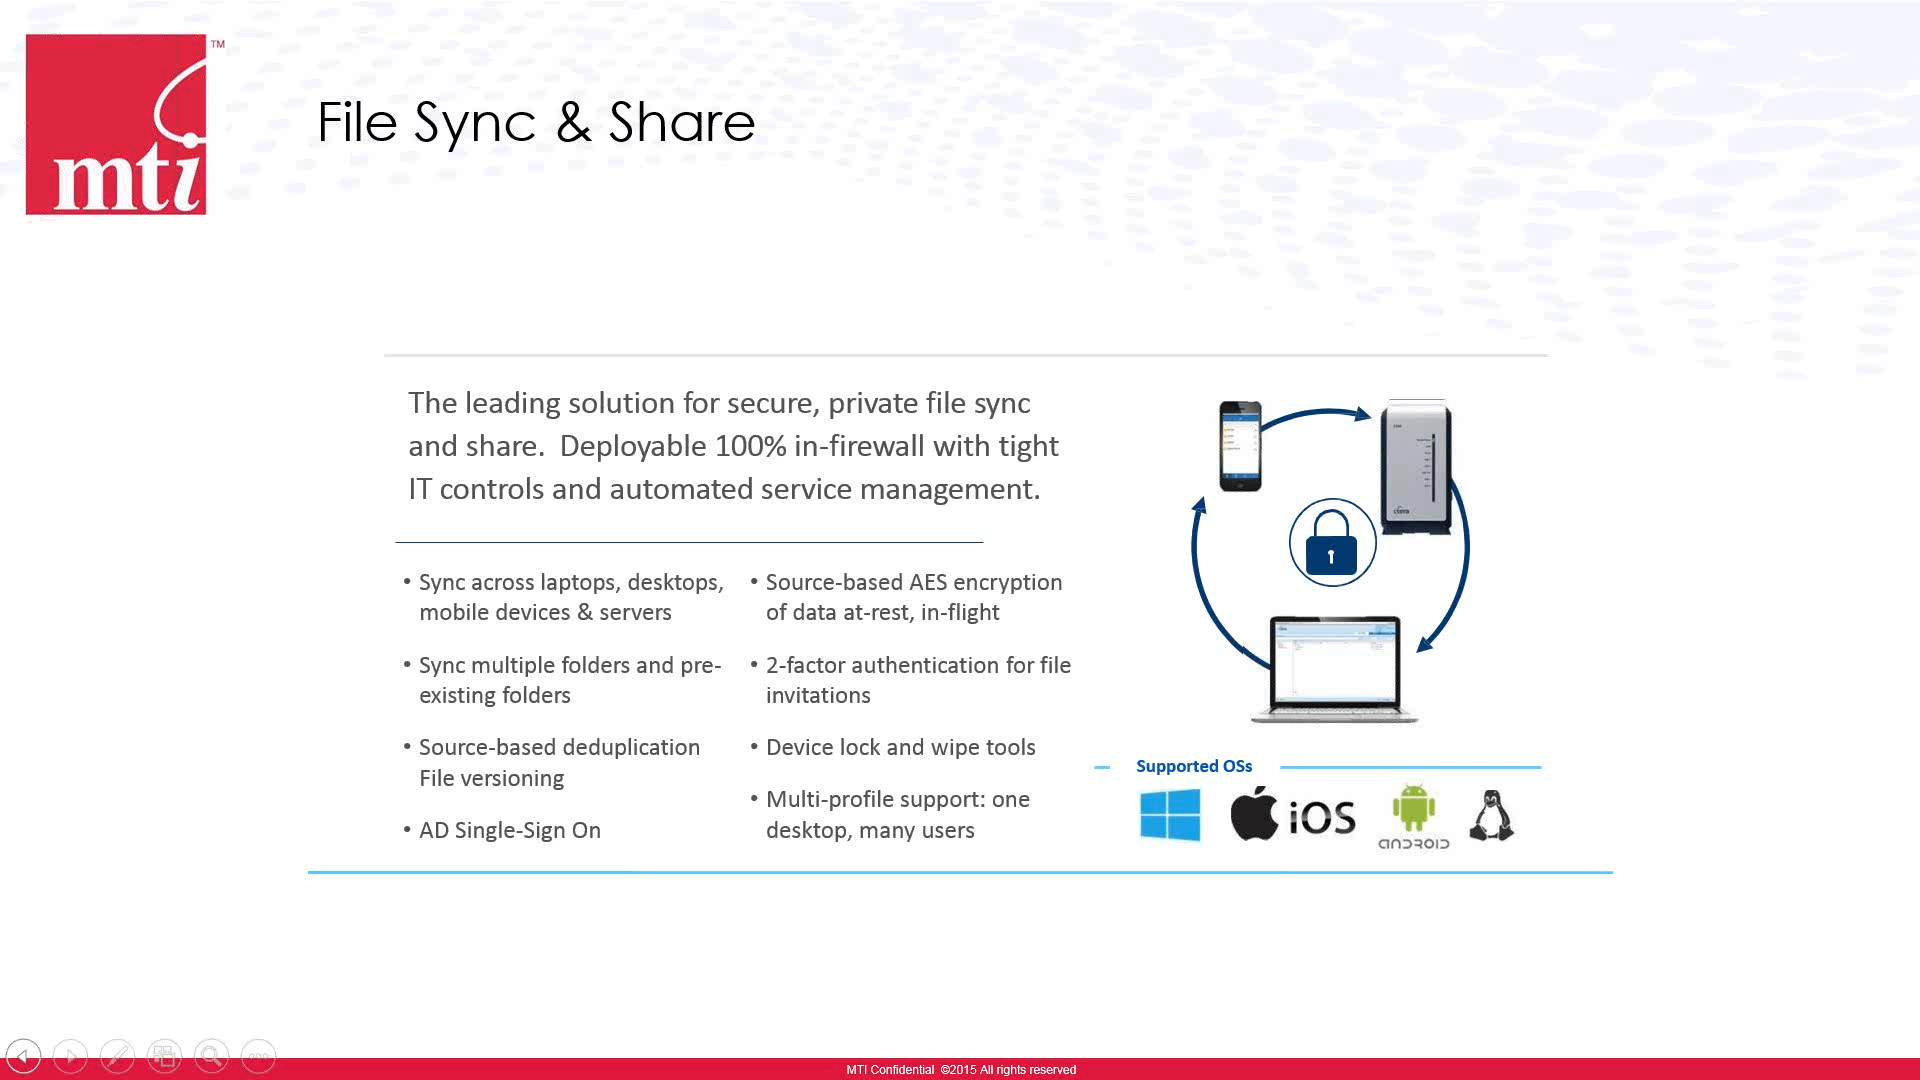 TM
mti
File Sync & Share
The leading solution for secure, private file sync
and share.  Deployable 100% in-firewall with tight
IT controls and automated service management.
• Sync across laptops, desktops,
mobile devices & servers
• Sync multiple folders and pre-
existing folders
• Source-based deduplication
File versioning
• AD Single-Sign On
• Source-based AES encryption
of data at-rest, in-flight
• 2-factor authentication for file
invitations
• Device lock and wipe tools
• Multi-profile support: one
desktop, many users
CTERA
Supported OSs
iOS
ANDROID
MTI Confidential  ©2015 All rights reserved